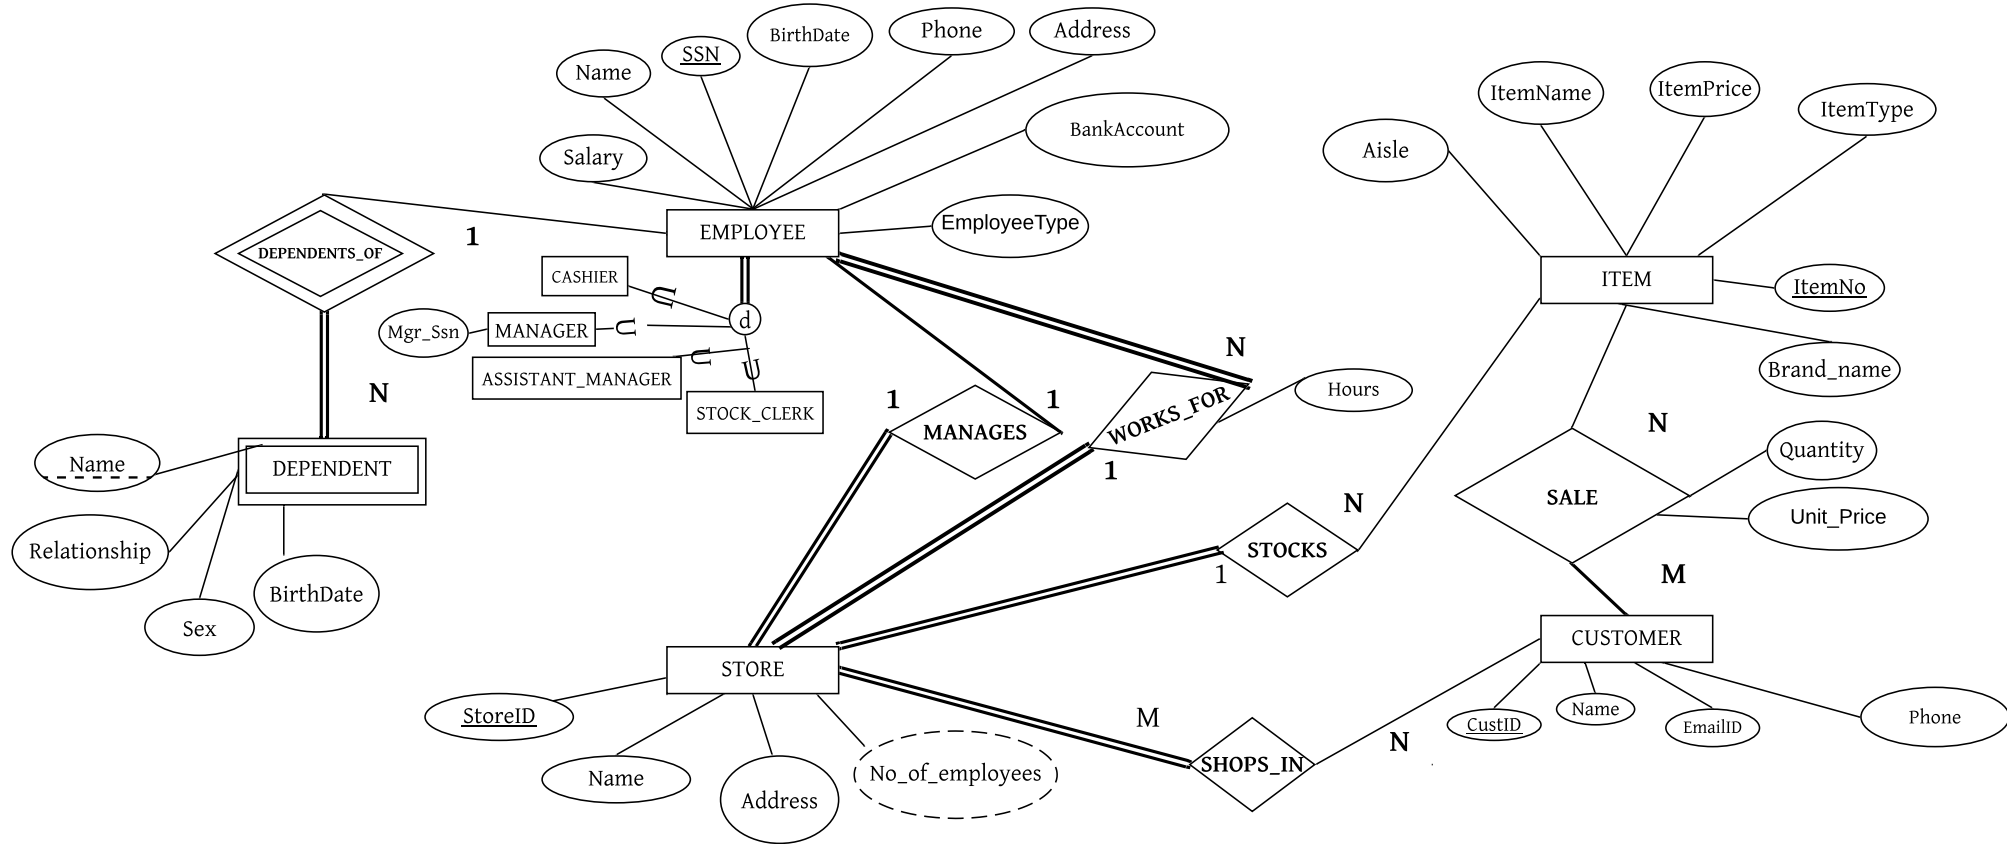 BirthDate
Phone
Address
SSN
Name
ItemName
ItemPrice
ItemType
BankAccount
Aisle
Salary
EmployeeType
EMPLOYEE
1
DEPENDENTS_OF
CASHIER
ITEM
ItemNo
d
Mgr_Ssn
MANAGER
N
ASSISTANT_MANAGER
Brand_name
STOCK_CLERK
N
1
1
Hours
MANAGES
WORKS_FOR
N
Quantity
Name
DEPENDENT
1
SALE
N
Unit_Price
Relationship
STOCKS
1
M
BirthDate
Sex
CUSTOMER
STORE
StoreID
M
CustID
Name
EmailID
Phone
N
Name
Address
No_of_employees
SHOPS_IN